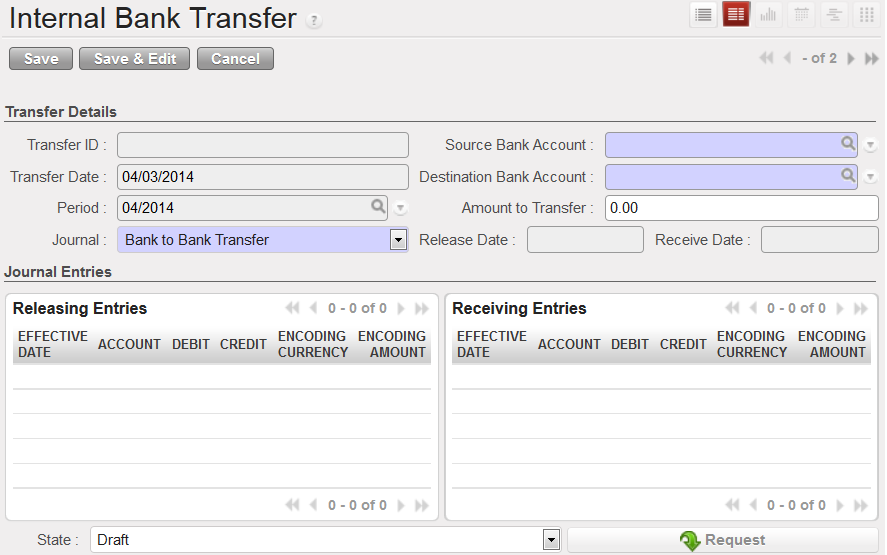 Internal Bank Transfer ?
Save Save & Edit Cancel - of 2
Transfer Details
Transfer ID : Source Bank Account :
Transfer Date : 04/03/2014 Destination Bank Account :
Period : 04/2014 Amount to Transfer : 0.00
Journal : Bank to Bank Transfer Release Date : Receive Date :
Journal Entries
Releasing Entries 0 - 0 of 0
EFFECTIVE DATE ACCOUNT DEBIT CREDIT ENCODING CURRENCY ENCODING AMOUNT
0 - 0 of 0
Receiving Entries 0 - 0 of 0
EFFECTIVE DATE ACCOUNT DEBIT CREDIT ENCODING CURRENCY ENCODING AMOUNT
0 - 0 of 0
State : Draft Request